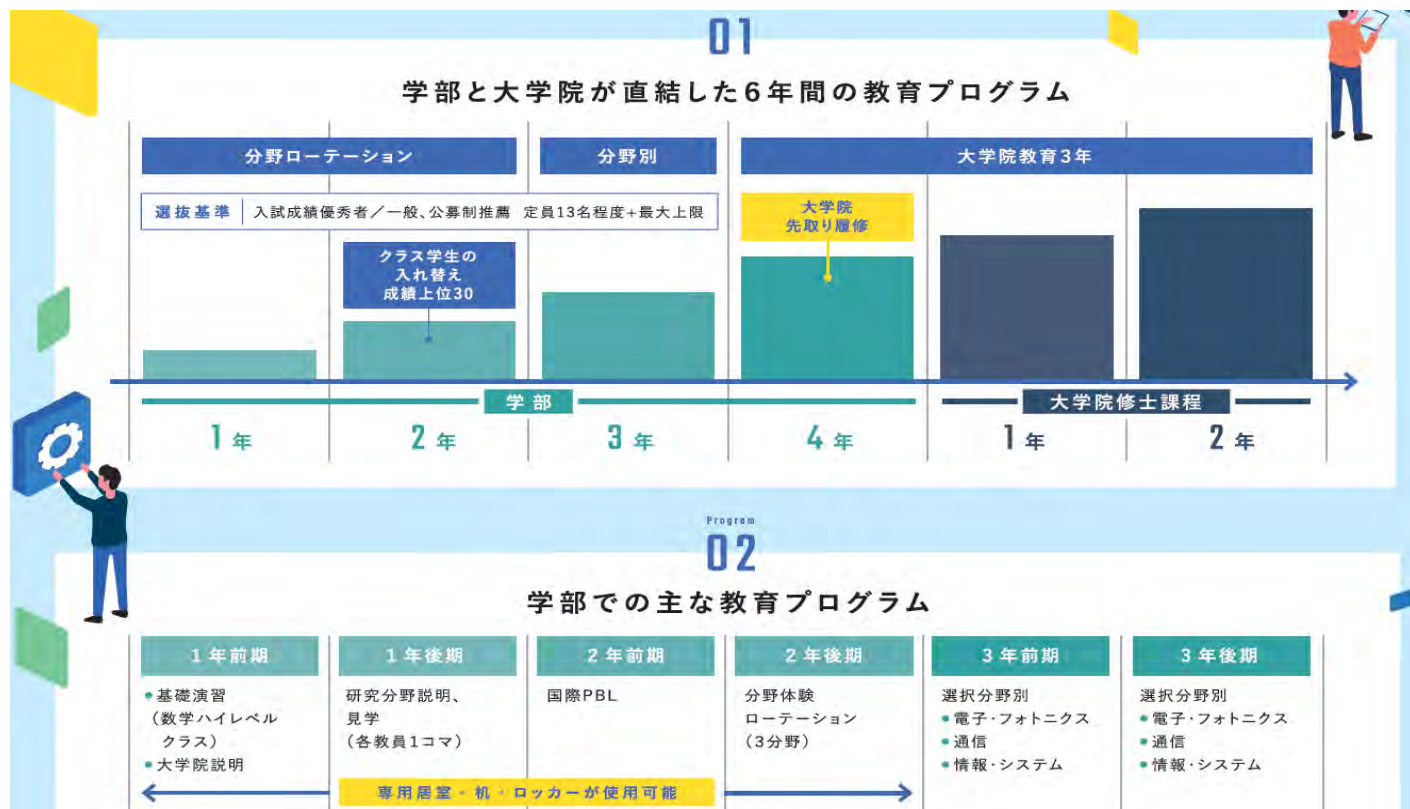 01
学部と大学院が直結した6年間の教育プログラム
分野ローテーション
分野別
大学院教育3年
選抜基準 入試成績優秀者／一般、公募制推薦 定員13名程度+最大上限
大学院
先取り履修
クラス学生の
入れ替え
成績上位30
学部
大学院修士課程
1年
2年
3年
4年
1年
2年
Program
02
学部での主な教育プログラム
1年前期
•基礎演習
（数学ハイレベル
クラス）
•大学院説明
1年後期
研究分野説明、
見学
（各教員1コマ）
2年前期
国際PBL
2年後期
分野体験
ローテーション
（3分野）
3年前期
選択分野別
•電子・フォトニクス
•通信
•情報・システム
3年後期
選択分野別
•電子・フォトニクス
•通信
•情報・システム
専用居室・机・ロッカーが使用可能